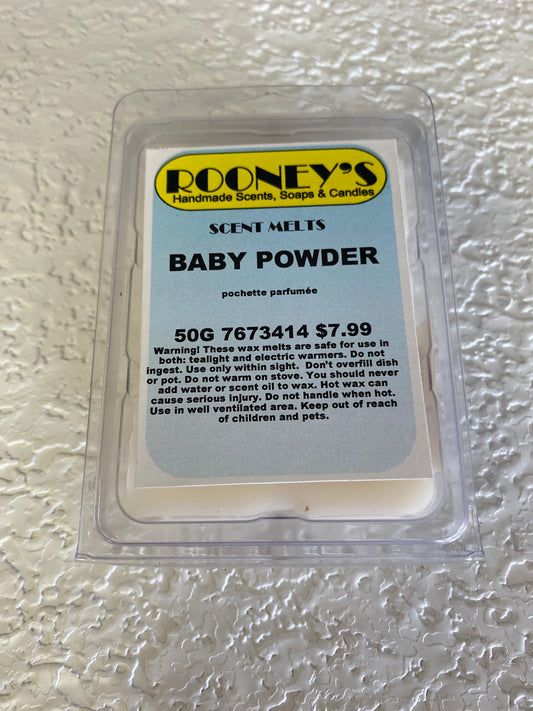 ROONEY'S
Handmade Scents, Soaps & Candles
SCENT MELTS
BABY POWDER
pochette parfumée
50G 7673414 $7.99
Warning! These wax melts are safe for use in
both: tealight and electric warmers. Do not
ingest. Use only within sight. Don't overfill dish
or pot. Do not warm on stove. You should never
add water or scent oil to wax. Hot wax can
cause serious injury. Do not handle when hot.
Use in well ventilated area. Keep out of reach
of children and pets.